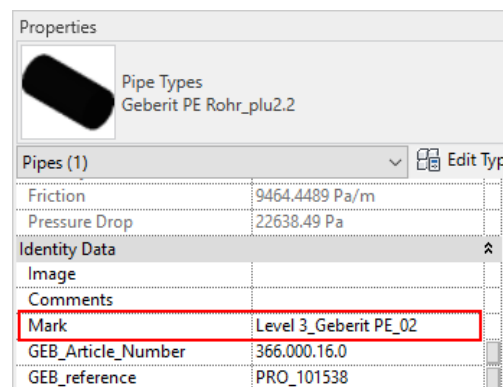 Properties
Pipe Types
Geberit PE Rohr_plu2.2
Pipes (1) Edit Typ
Friction 9464.4489 Pa/m
Pressure Drop 22638.49 Pa
Identity Data
Image
Comments
Mark Level 3_Geberit PE_02
GEB_Article_Number 366.000.16.0
GEB_reference PRO_101538